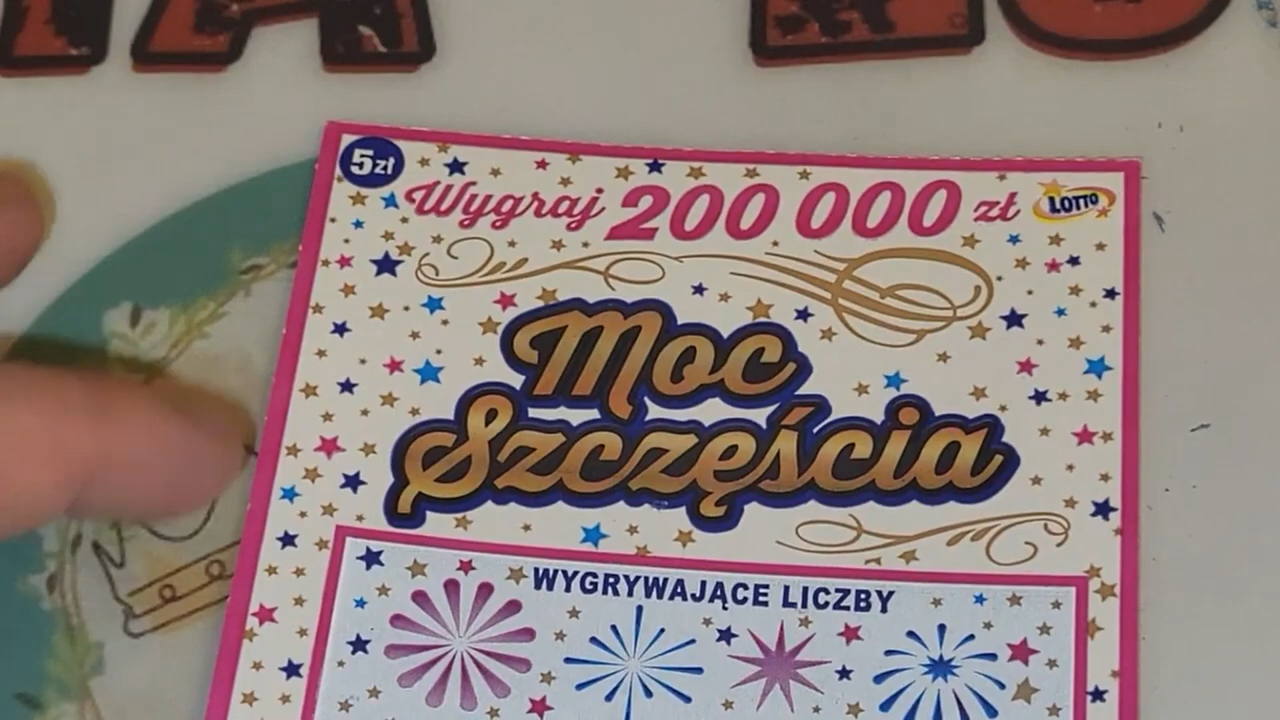 5zł
Wygraj 200 000 zł
LOTTO
Moc
Szczęścia
WYGRYWAJĄCE LICZBY